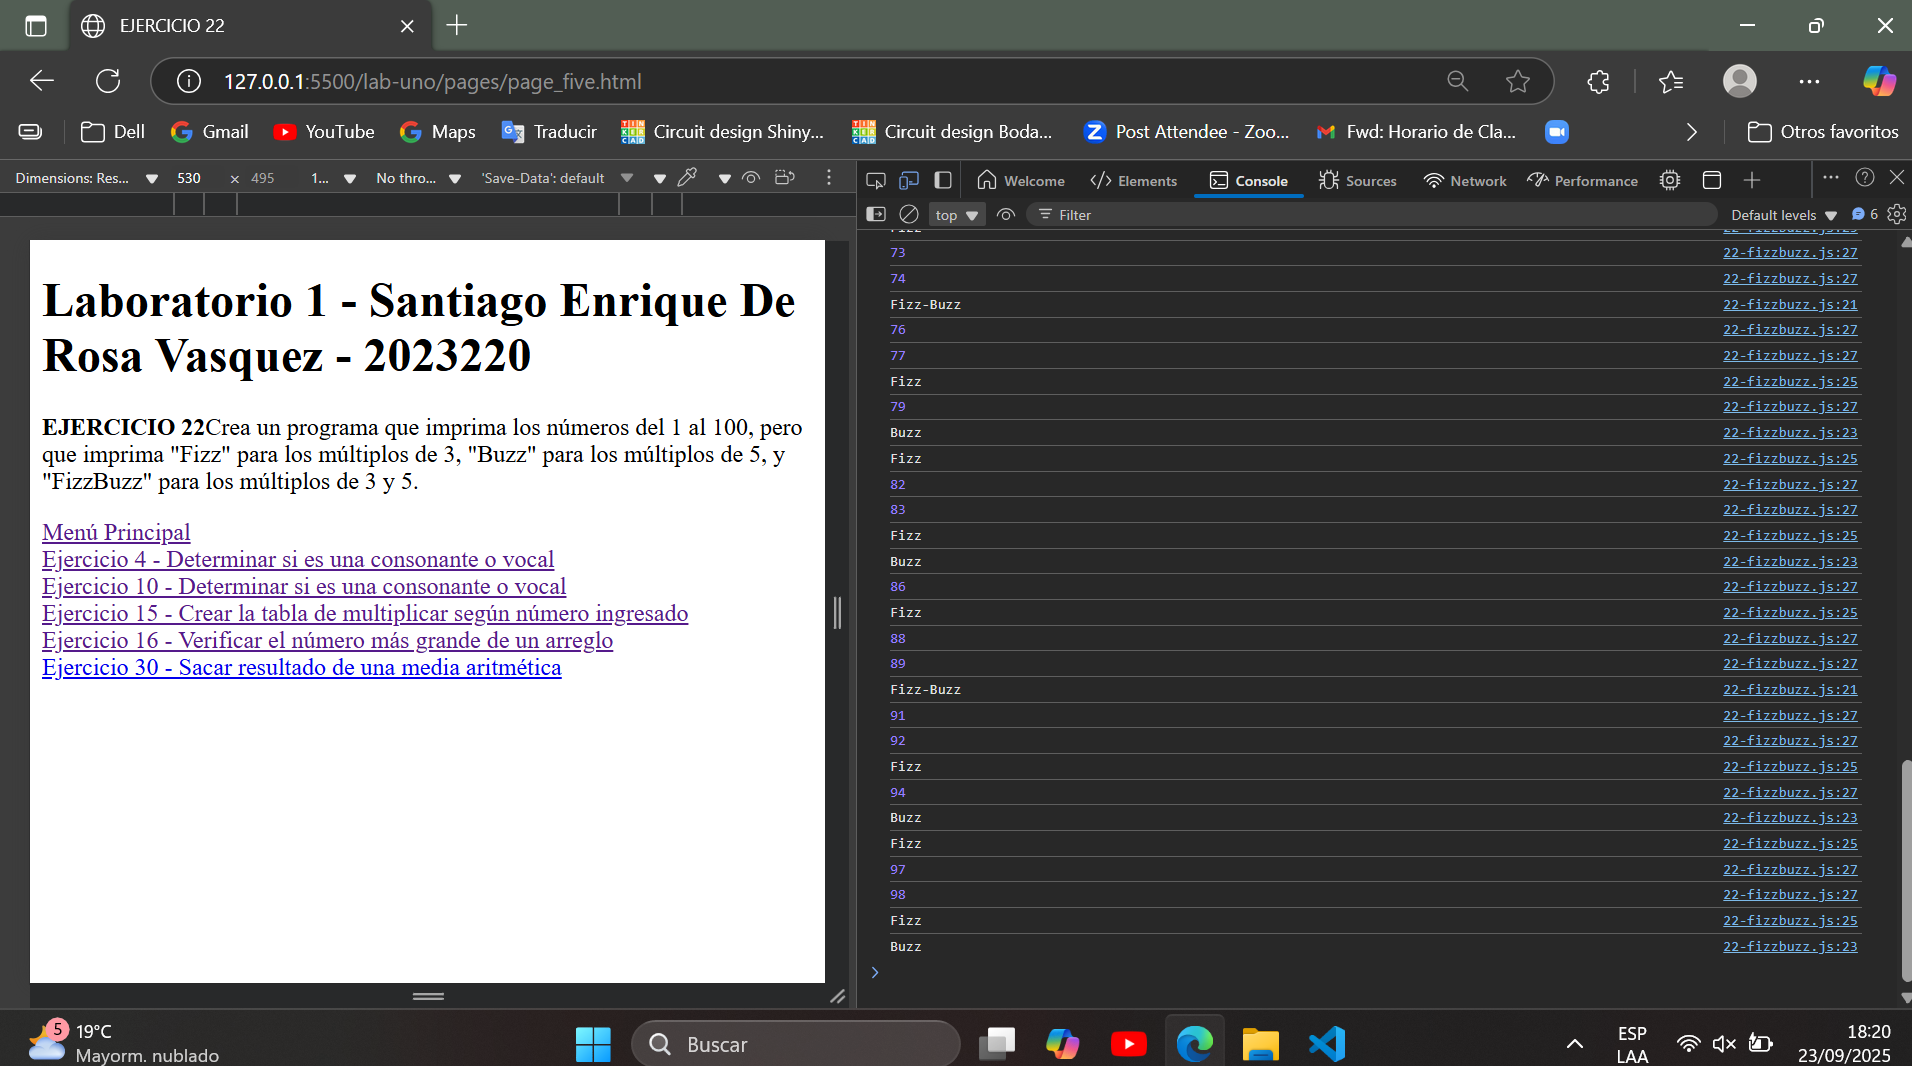 EJERCICIO 22
127.0.0.1:5500/lab-uno/pages/page_five.html
Dell
Gmail
YouTube
Maps
Traducir
Circuit design Shiny...
Circuit design Boda...
Post Attendee - Zoo...
Fwd: Horario de Cla...
Otros favoritos
Dimensions: Res...
530
×
495
1...
No thro...
'Save-Data': default
Welcome
Elements
Console
Sources
Network
Performance
top
Filter
Default levels
6
Laboratorio 1 - Santiago Enrique De
Rosa Vasquez - 2023220
EJERCICIO 22Crea un programa que imprima los números del 1 al 100, pero
que imprima "Fizz" para los múltiplos de 3, "Buzz" para los múltiplos de 5, y
"FizzBuzz" para los múltiplos de 3 y 5.
Menú Principal
Ejercicio 4 - Determinar si es una consonante o vocal
Ejercicio 10 - Determinar si es una consonante o vocal
Ejercicio 15 - Crear la tabla de multiplicar según número ingresado
Ejercicio 16 - Verificar el número más grande de un arreglo
Ejercicio 30 - Sacar resultado de una media aritmética
Fizz 22-fizzbuzz.js:25
73 22-fizzbuzz.js:27
74 22-fizzbuzz.js:27
Fizz-Buzz 22-fizzbuzz.js:21
76 22-fizzbuzz.js:27
77 22-fizzbuzz.js:27
Fizz 22-fizzbuzz.js:25
79 22-fizzbuzz.js:27
Buzz 22-fizzbuzz.js:23
Fizz 22-fizzbuzz.js:25
82 22-fizzbuzz.js:27
83 22-fizzbuzz.js:27
Fizz 22-fizzbuzz.js:25
Buzz 22-fizzbuzz.js:23
86 22-fizzbuzz.js:27
Fizz 22-fizzbuzz.js:25
88 22-fizzbuzz.js:27
89 22-fizzbuzz.js:27
Fizz-Buzz 22-fizzbuzz.js:21
91 22-fizzbuzz.js:27
92 22-fizzbuzz.js:27
Fizz 22-fizzbuzz.js:25
94 22-fizzbuzz.js:27
Buzz 22-fizzbuzz.js:23
Fizz 22-fizzbuzz.js:25
97 22-fizzbuzz.js:27
98 22-fizzbuzz.js:27
Fizz 22-fizzbuzz.js:25
Buzz 22-fizzbuzz.js:23
5
19°C
Mayorm. nublado
Buscar
ESP
LAA
18:20
23/09/2025